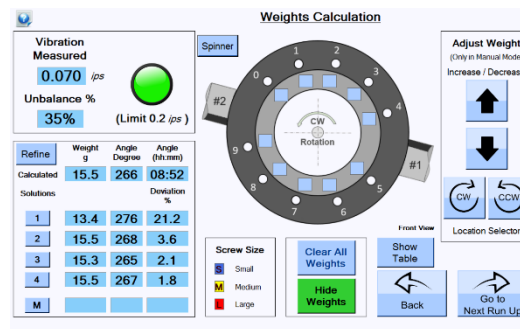 Weights Calculation
Vibration
Measured
0.070 ips
Unbalance %
35%
(Limit 0.2 ips )
Spinner
0
1
2
3
4
5
6
7
8
9
#2
#1
CW
Rotation
Front View
Adjust Weight
(Only in Manual Mode
Increase / Decreas
CW
CCW
Location Selector
Refine
Weight
g
Angle
Degree
Angle
(hh:mm)
Calculated
15.5
266
08:52
Solutions
Deviation
%
1 13.4 276 21.2
2 15.5 268 3.6
3 15.3 265 2.1
4 15.5 267 1.8
M
Screw Size
S Small
M Medium
L Large
Clear All
Weights
Hide
Weights
Show
Table
Back
Go to
Next Run Up